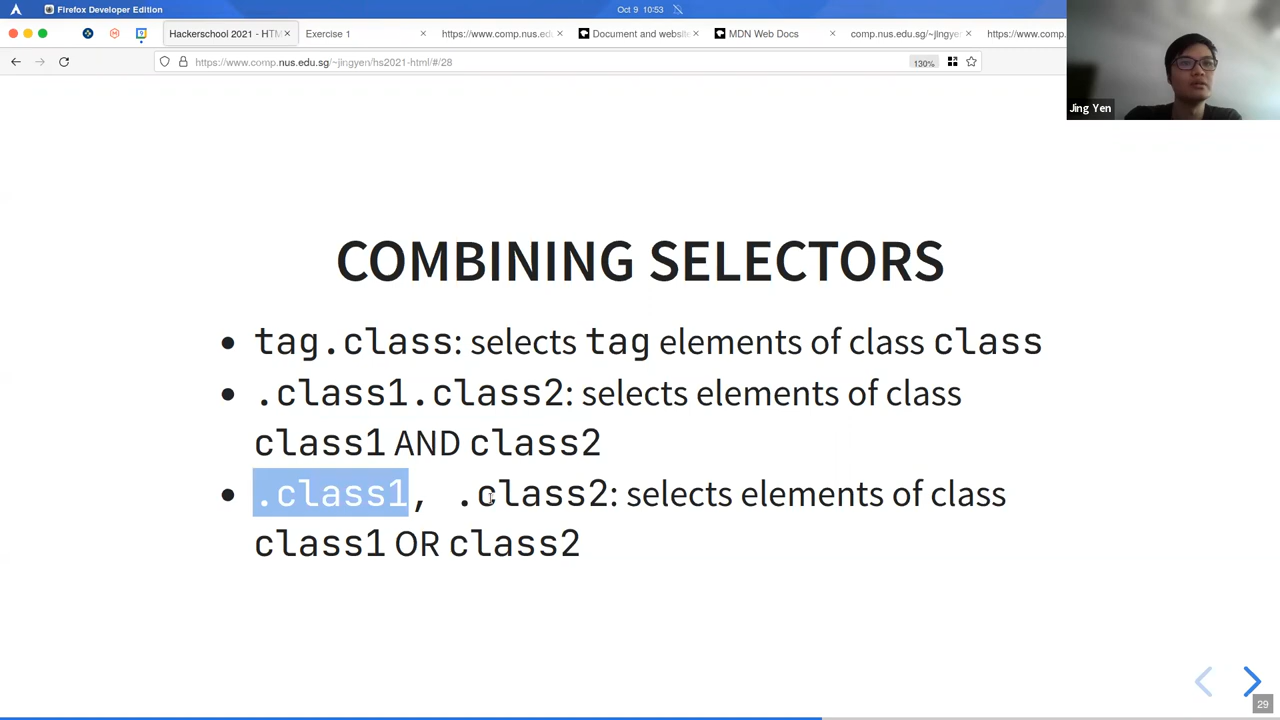 Firefox Developer Edition
Oct 9 10:53
Hackerschool 2021 - HTM
Exercise 1
https://www.comp.nus.ed
Document and website
MDN Web Docs
comp.nus.edu.sg/~jingye
https://www.comp.
https://www.comp.nus.edu.sg/~jingyen/hs2021-html/#/28
130%
Jing Yen
COMBINING SELECTORS
• tag.class: selects tag elements of class class
• .class1.class2: selects elements of class
class1 AND class2
• .class1, .class2: selects elements of class
class1 OR class2
29